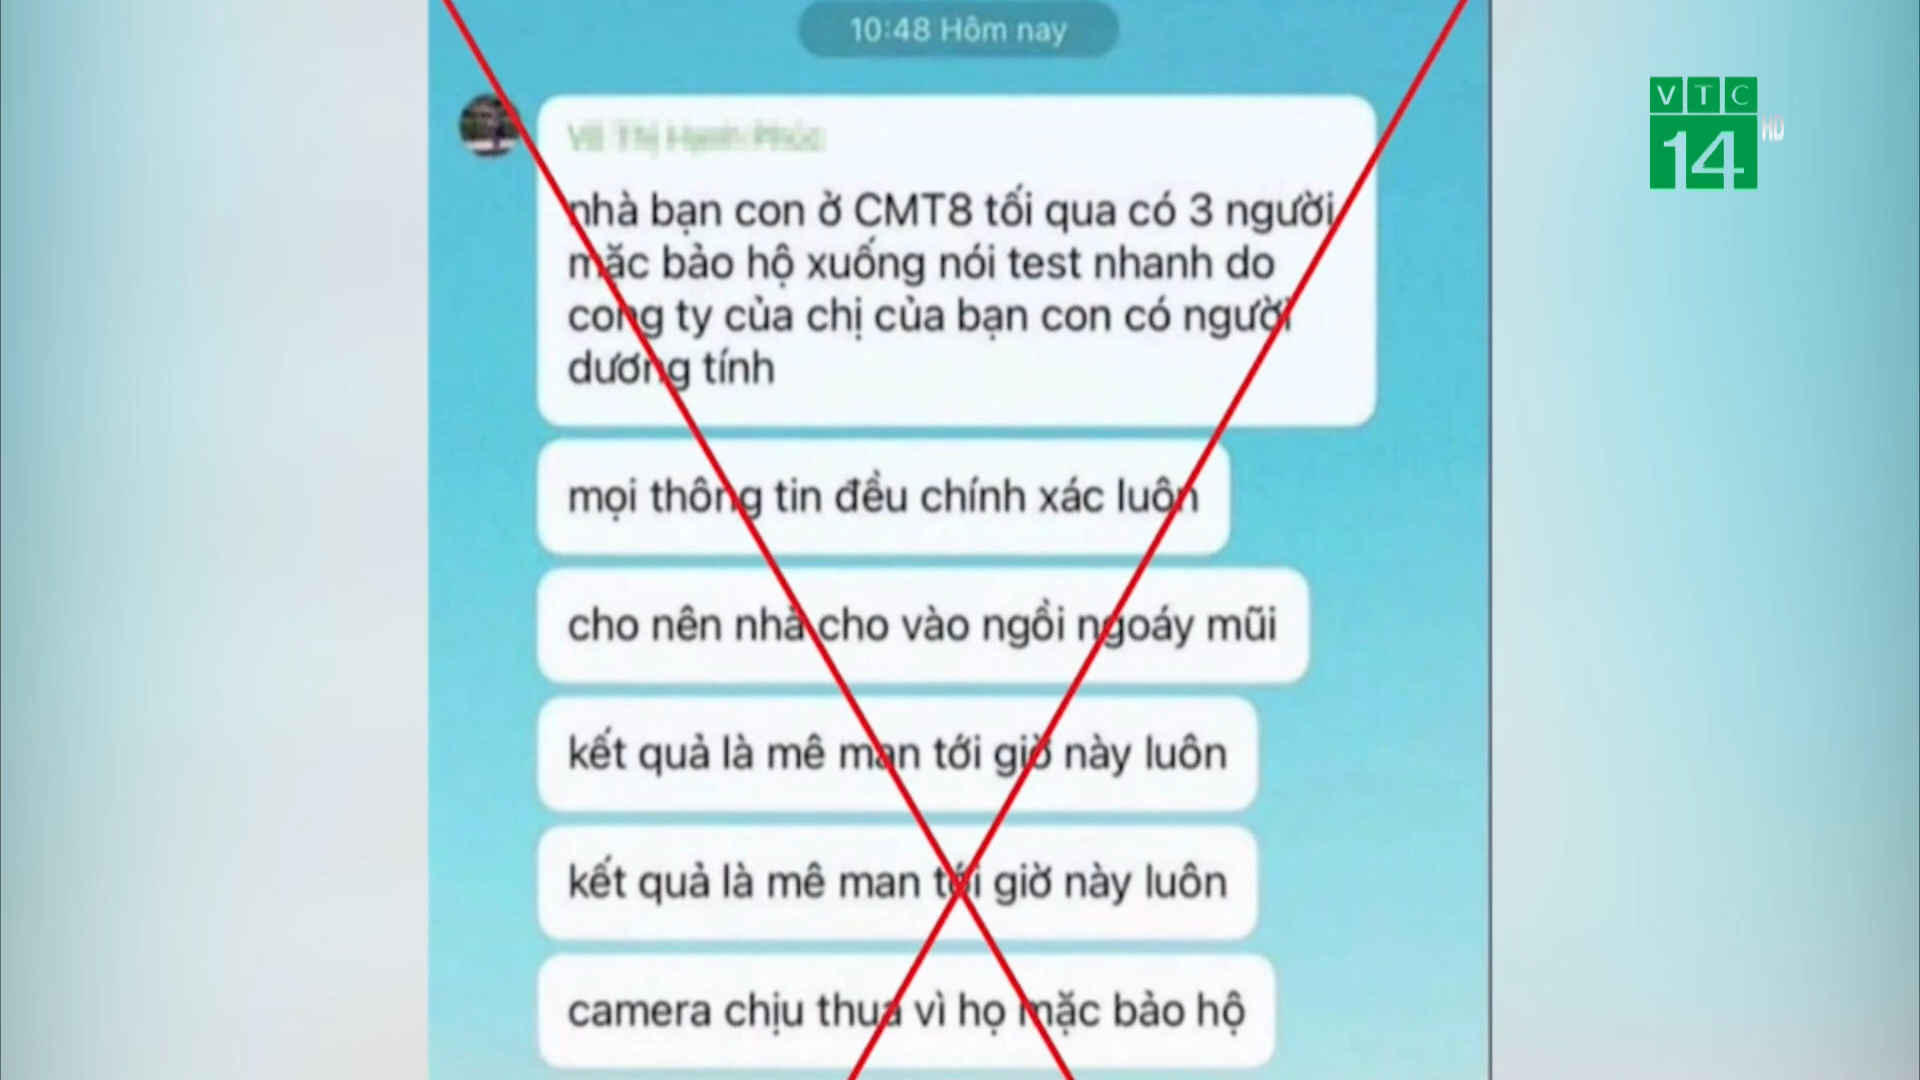 10:48 Hôm nay
VTC
14 HD
nhà bạn con ở CMT8 tối qua có 3 người
mặc bảo hộ xuống nói test nhanh do
cong ty của chị của bạn con có người
dương tính
mọi thông tin đều chính xác luôn
cho nên nhà cho vào ngồi ngoáy mũi
kết quả là mê man tới giờ này luôn
kết quả là mê man tới giờ này luôn
camera chịu thua vì họ mặc bảo hộ